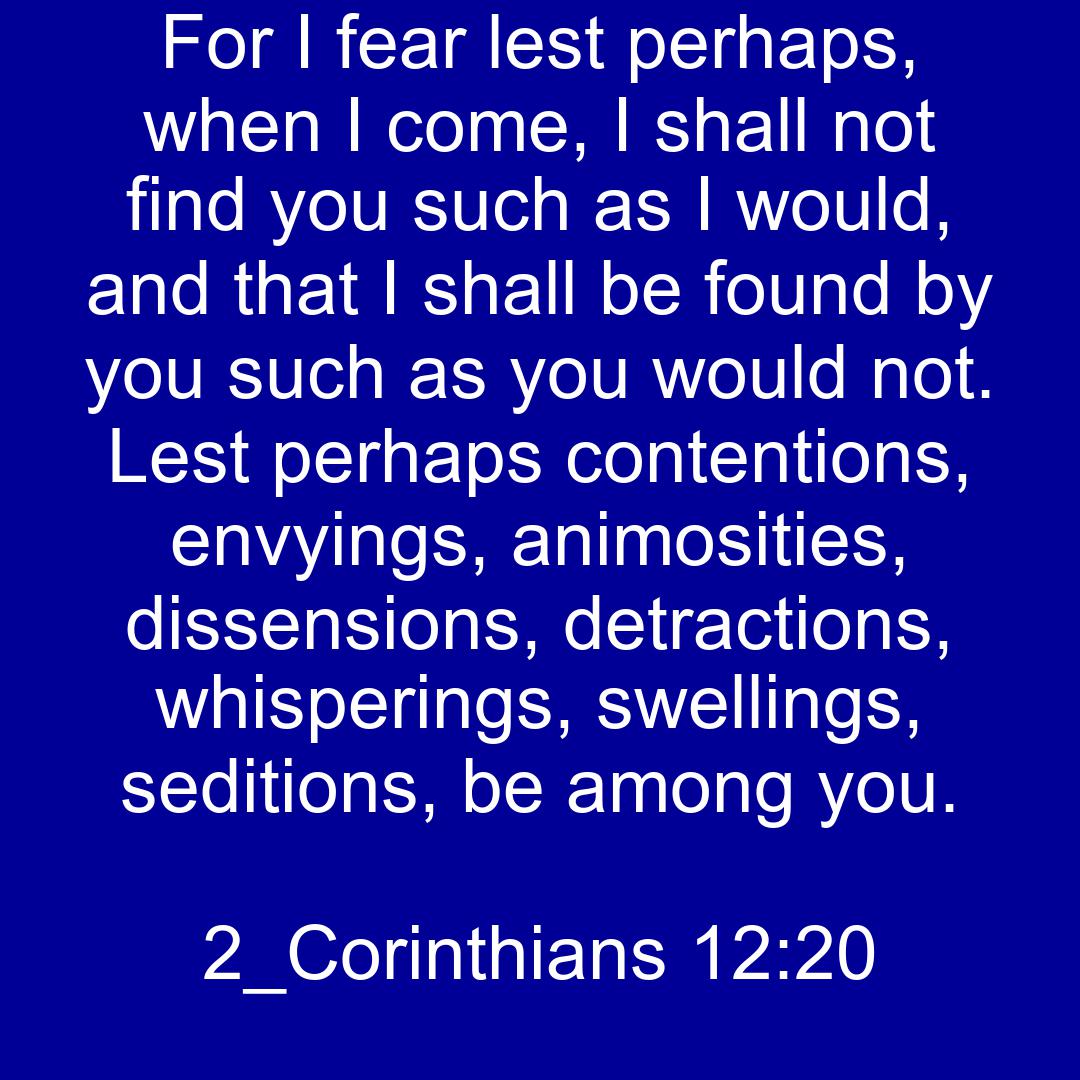 For I fear lest perhaps,
when I come, I shall not
find you such as I would,
and that I shall be found by
you such as you would not.
Lest perhaps contentions,
envyings, animosities,
dissensions, detractions,
whisperings, swellings,
seditions, be among you.
2_Corinthians 12:20